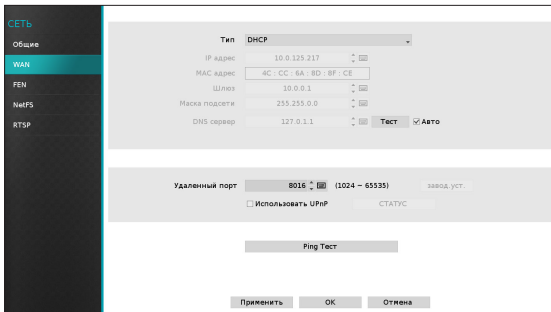 СЕТЬ
Общие
WAN
FEN
NetFS
RTSP
Тип DHCP
IP адрес 10.0.125.217
MAC адрес 4C : CC : 6A : 8D : 8F : CE
Шлюз 10.0.0.1
Маска подсети 255.255.0.0
DNS сервер 127.0.1.1 Тест Авто
Удаленный порт 8016 (1024 ~ 65535) завод.уст.
Использовать UPnP СТАТУС
Ping Тест
Применить OK Отмена